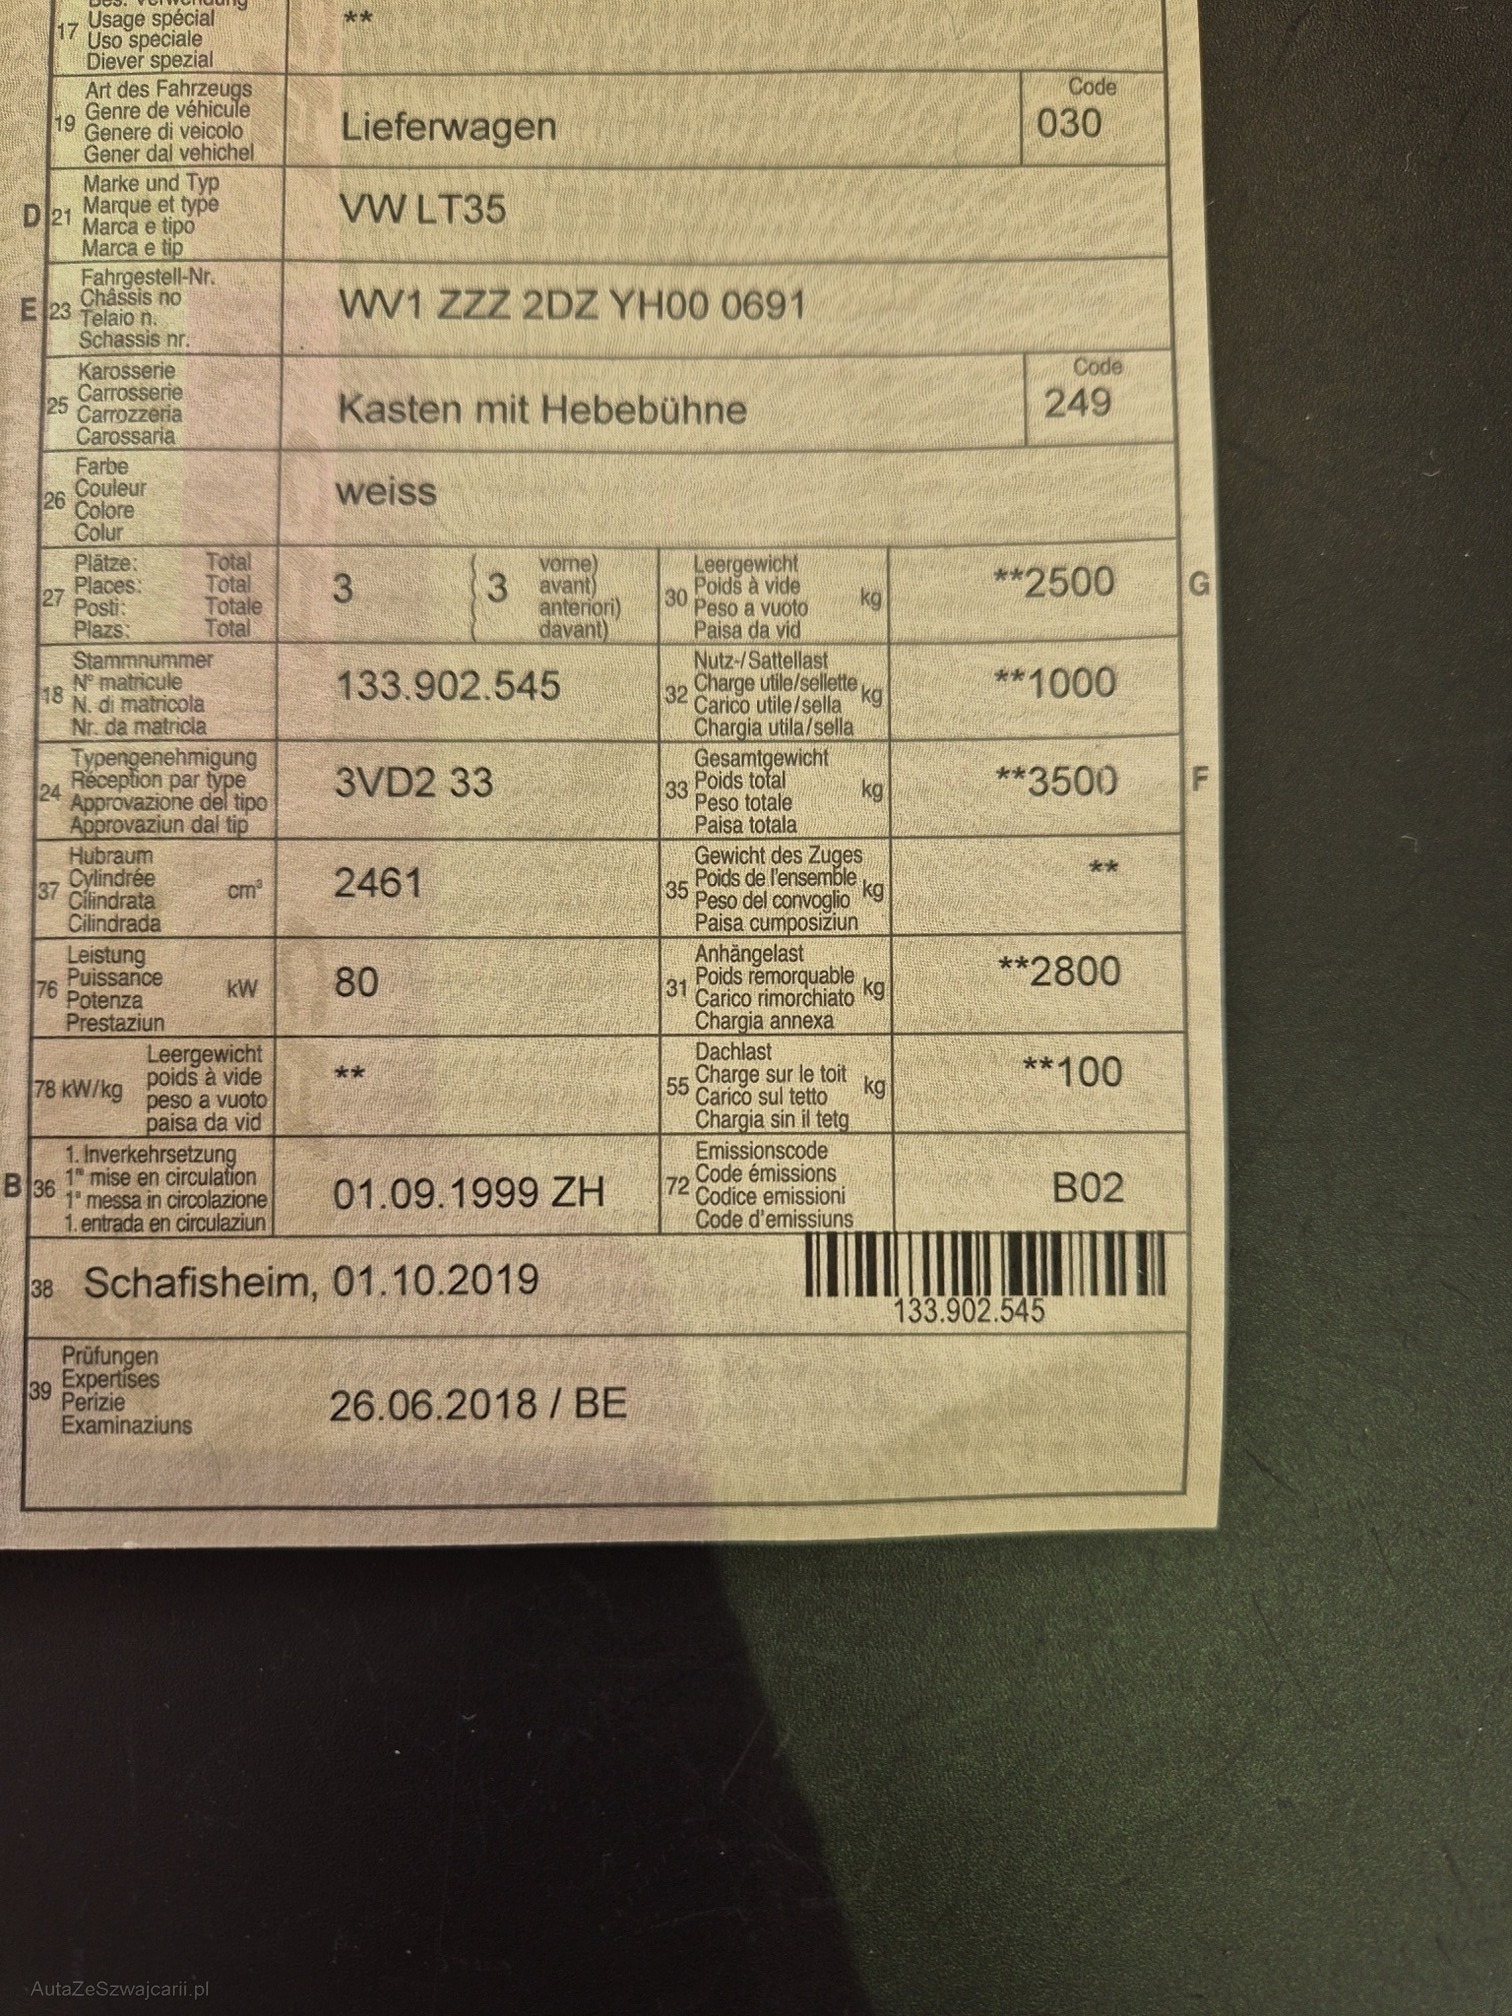 17 Usage spécial **
Uso speciale
Diever spezial
19 Art des Fahrzeugs
Genre de véhicule
Genere di veicolo
Gener dal vehichel
Lieferwagen
Code
030
D 21 Marke und Typ
Marque et type
Marca e tipo
Marca e tip
VW LT35
E 23 Fahrgestell-Nr.
Châssis no
Telaio n.
Schassis nr.
WV1 ZZZ 2DZ YH00 0691
25 Karosserie
Carrosserie
Carrozzeria
Carossaria
Kasten mit Hebebühne
Code
249
26 Farbe
Couleur
Colore
Colur
weiss
27 Plätze: Total
Places: Total
Posti: Totale
Plazs: Total
3
3
vorne)
avant)
anteriori)
davant)
30 Leergewicht
Poids à vide
Peso a vuoto
Paisa da vid
kg
**2500
G
18 Stammnummer
N° matricule
N. di matricola
Nr. da matricla
133.902.545
32 Nutz-/Sattellast
Charge utile/sellette
Carico utile/sella
Chargia utila/sella
kg
**1000
24 Typengenehmigung
Réception par type
Approvazione del tipo
Approvaziun dal tip
3VD2 33
33 Gesamtgewicht
Poids total
Peso totale
Paisa totala
kg
**3500
F
37 Hubraum
Cylindrée
Cilindrata
Cilindrada
cm³
2461
35 Gewicht des Zuges
Poids de l'ensemble
Peso del convoglio
Paisa cumposiziun
kg
**
76 Leistung
Puissance
Potenza
Prestaziun
kW
80
31 Anhängelast
Poids remorquable
Carico rimorchiato
Chargia annexa
kg
**2800
78 kW/kg
Leergewicht
poids à vide
peso a vuoto
paisa da vid
**
55 Dachlast
Charge sur le toit
Carico sul tetto
Chargia sin il tetg
kg
**100
B 36 1. Inverkehrsetzung
1re mise en circulation
1a messa in circolazione
1. entrada en circulaziun
01.09.1999 ZH
72 Emissionscode
Code émissions
Codice emissioni
Code d'emissiuns
B02
38 Schafisheim, 01.10.2019
133.902.545
39 Prüfungen
Expertises
Perizie
Examinaziuns
26.06.2018 / BE
AutaZeSzwajcarii.pl